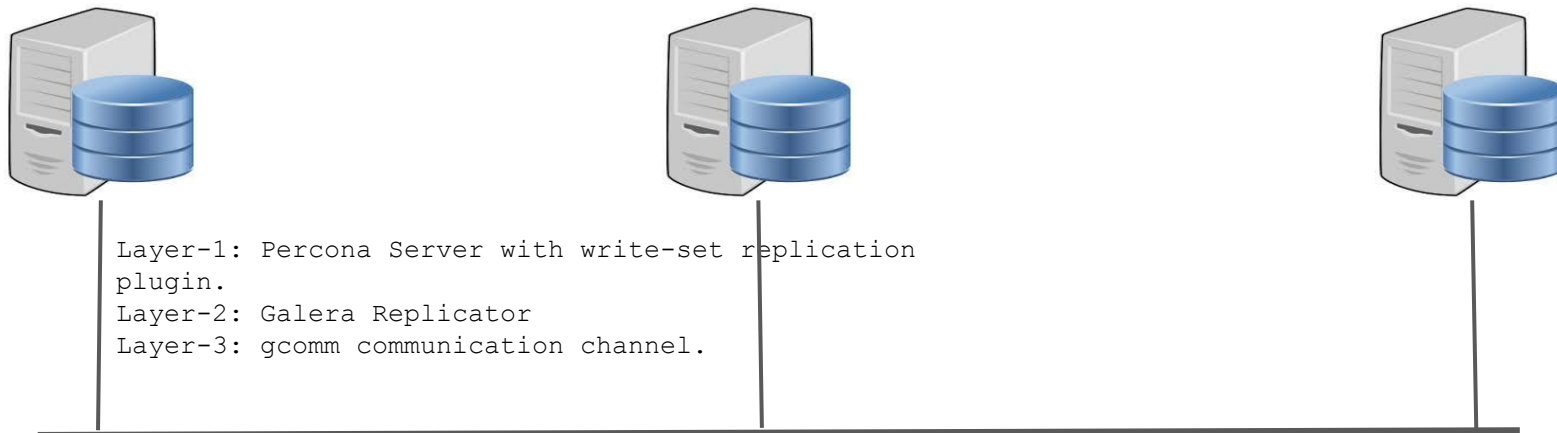 Layer-1: Percona Server with write-set replication
plugin.
Layer-2: Galera Replicator
Layer-3: gcomm communication channel.